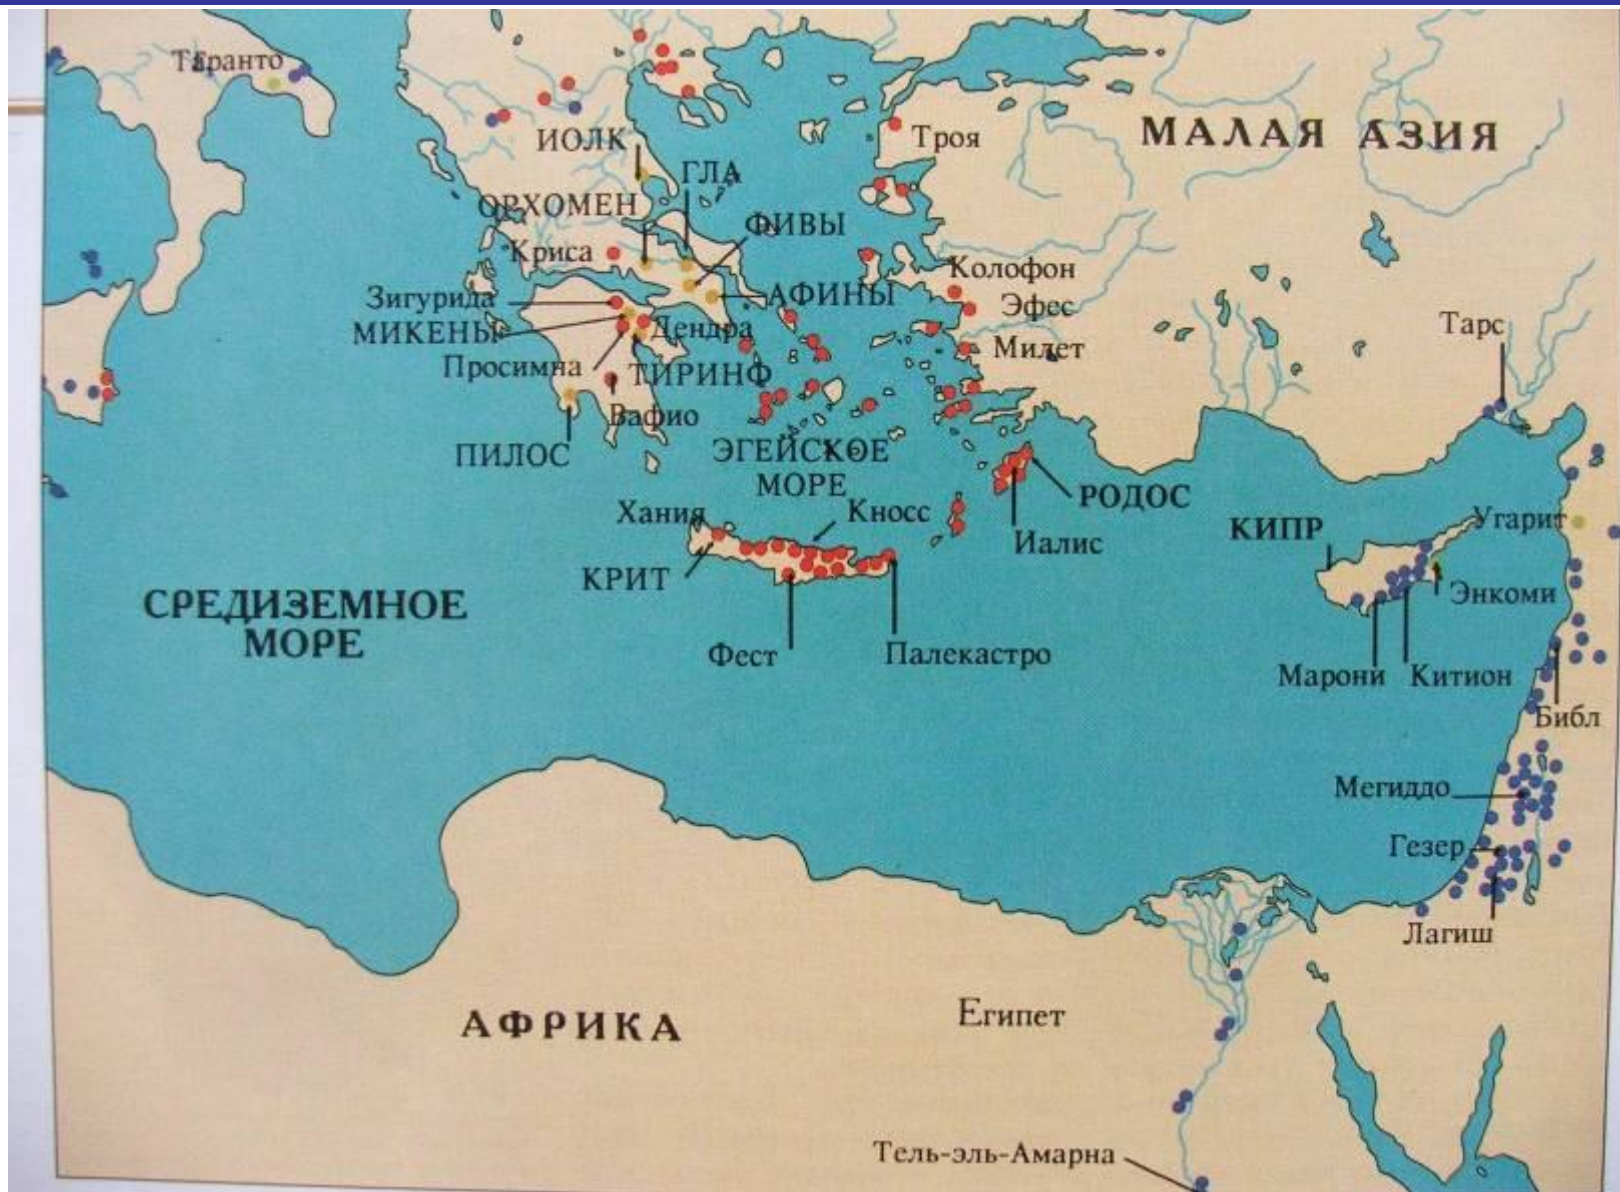 Таранто
ИОЛК
Троя
МАЛАЯ АЗИЯ
ГЛА
ОРХОМЕН
ФИВЫ
Криса
Колофон
Зигурида
АФИНЫ
Эфес
МИКЕНЫ
Дендра
Тарс
Милет
Просимна
ТИРИНФ
Вафио
ПИЛОС
ЭГЕЙСКОЕ
МОРЕ
РОДОС
Хания
Кносс
Угарит
КИПР
Иалис
КРИТ
Энкоми
СРЕДИЗЕМНОЕ
МОРЕ
Фест
Палекастро
Марони
Китион
Библ
Мегиддо
Гезер
Лагиш
АФРИКА
Египет
Тель-эль-Амарна